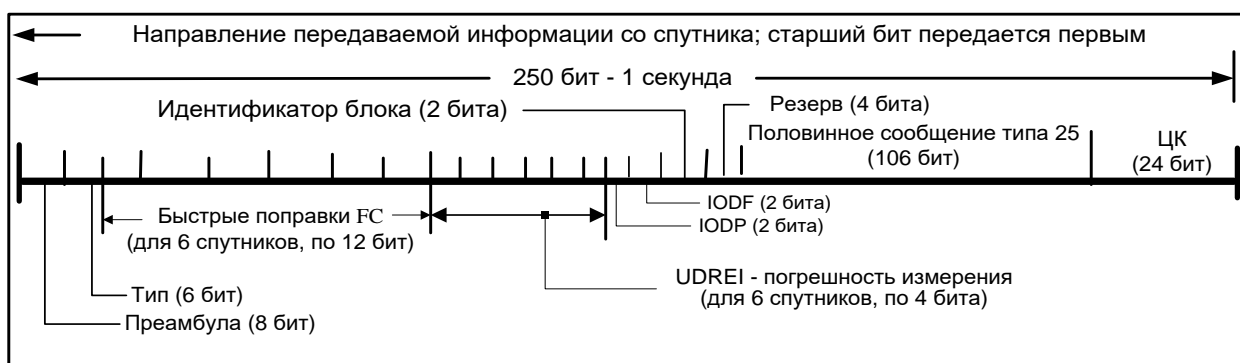 Направление передаваемой информации со спутника; старший бит передается первым
250 бит - 1 секунда
Идентификатор блока (2 бита)
Резерв (4 бита)
Половинное сообщение типа 25
(106 бит)
ЦК
(24 бит)
Быстрые поправки FC
(для 6 спутников, по 12 бит)
IODF (2 бита)
IODP (2 бита)
UDREI - погрешность измерения
(для 6 спутников, по 4 бита)
Тип (6 бит)
Преамбула (8 бит)